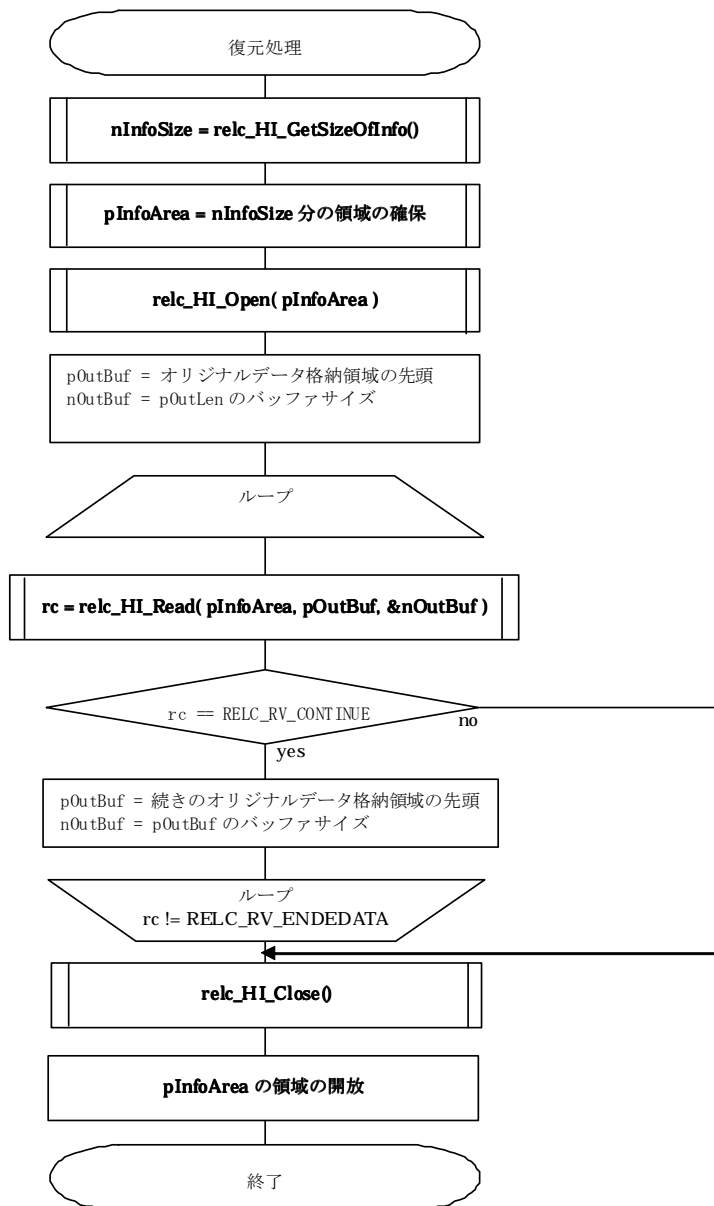 復元処理
nInfoSize = relc_HI_GetSizeOfInfo()
pInfoArea = nInfoSize 分の領域の確保
relc_HI_Open( pInfoArea )
pOutBuf = オリジナルデータ格納領域の先頭
nOutBuf = pOutLen のバッファサイズ
ループ
rc = relc_HI_Read( pInfoArea, pOutBuf, &nOutBuf )
rc == RELC_RV_CONTINUE
no
yes
pOutBuf = 続きのオリジナルデータ格納領域の先頭
nOutBuf = pOutBuf のバッファサイズ
ループ
rc != RELC_RV_ENDEDATA
relc_HI_Close()
pInfoArea の領域の開放
終了